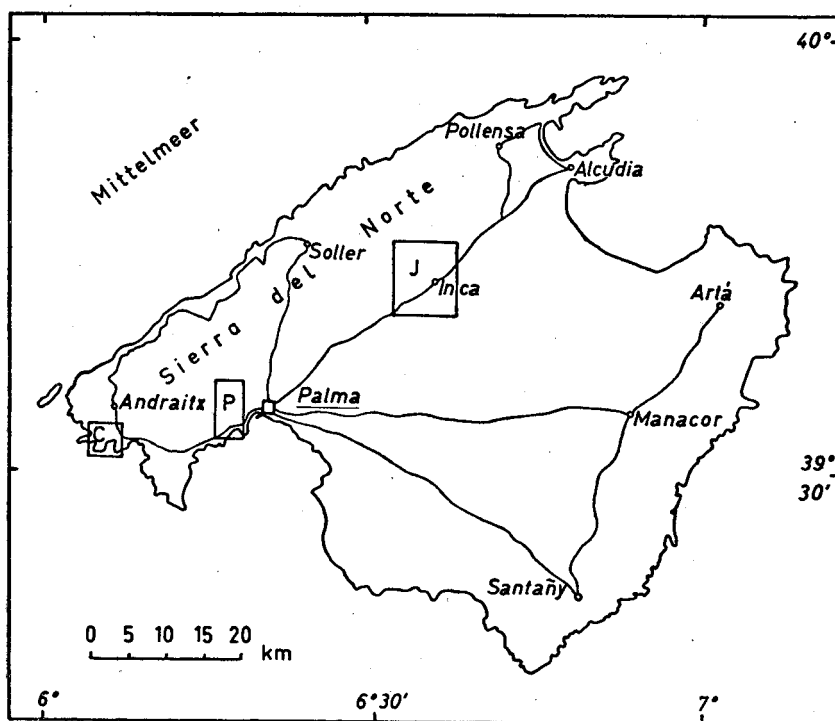 40°
Mittelmeer
Pollensa
Alcudia
Sierra del Norte
Soller
J
Inca
Artá
Andraitx
P
Palma
C
Manacor
39°
30'
Santañy
0 5 10 15 20
km
6°
6°30'
7°